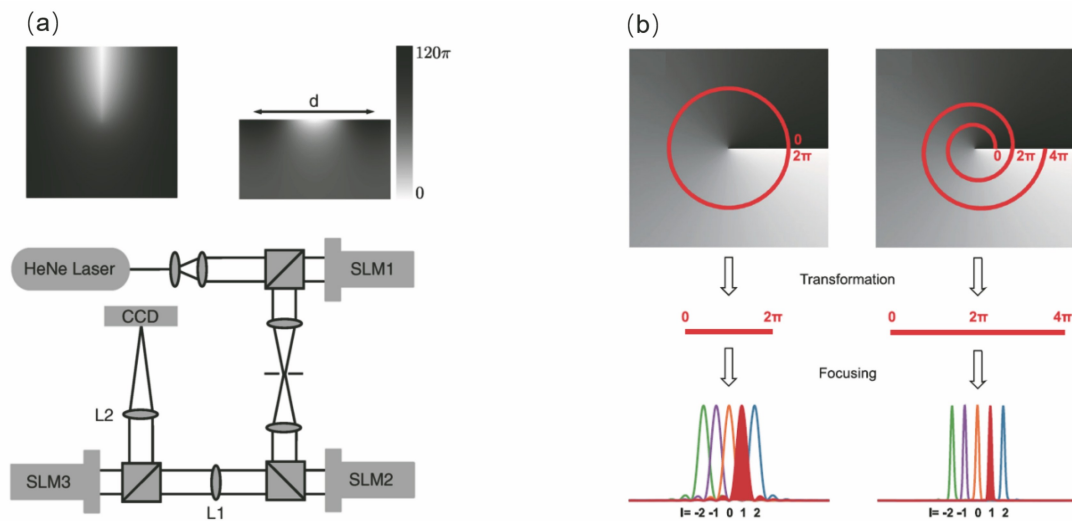 (a)
d
120π
0
HeNe Laser
SLM1
CCD
L2
SLM3
L1
SLM2
(b)
0
2π
0
2π
4π
Transformation
0
2π
0
2π
4π
Focusing
l= -2 -1 0 1 2
l= -2 -1 0 1 2